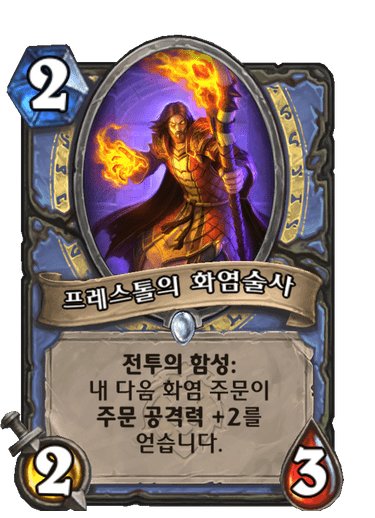 2
프레스톨의 화염술사
전투의 함성:
내 다음 화염 주문이
주문 공격력 +2를
얻습니다.
2
3